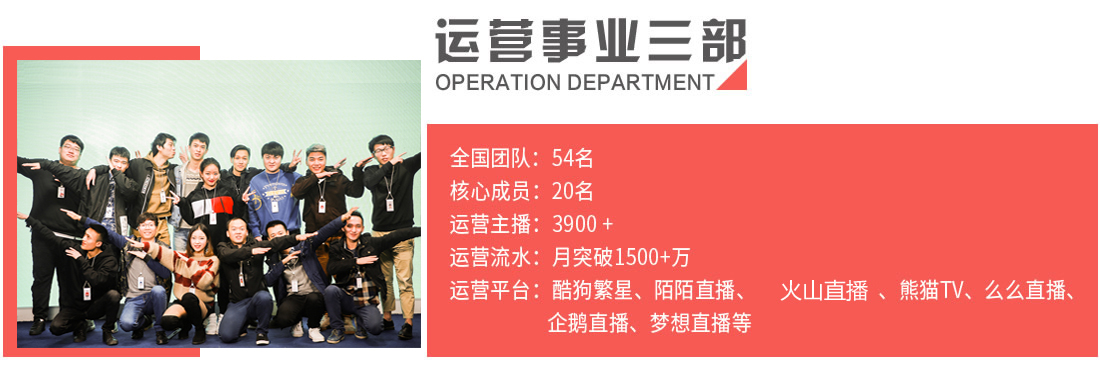 运营事业三部
OPERATION DEPARTMENT
全国团队：54名
核心成员：20名
运营主播：3900 +
运营流水：月突破1500+万
运营平台：酷狗繁星、陌陌直播、 火山直播 、熊猫TV、么么直播、
企鹅直播、梦想直播等